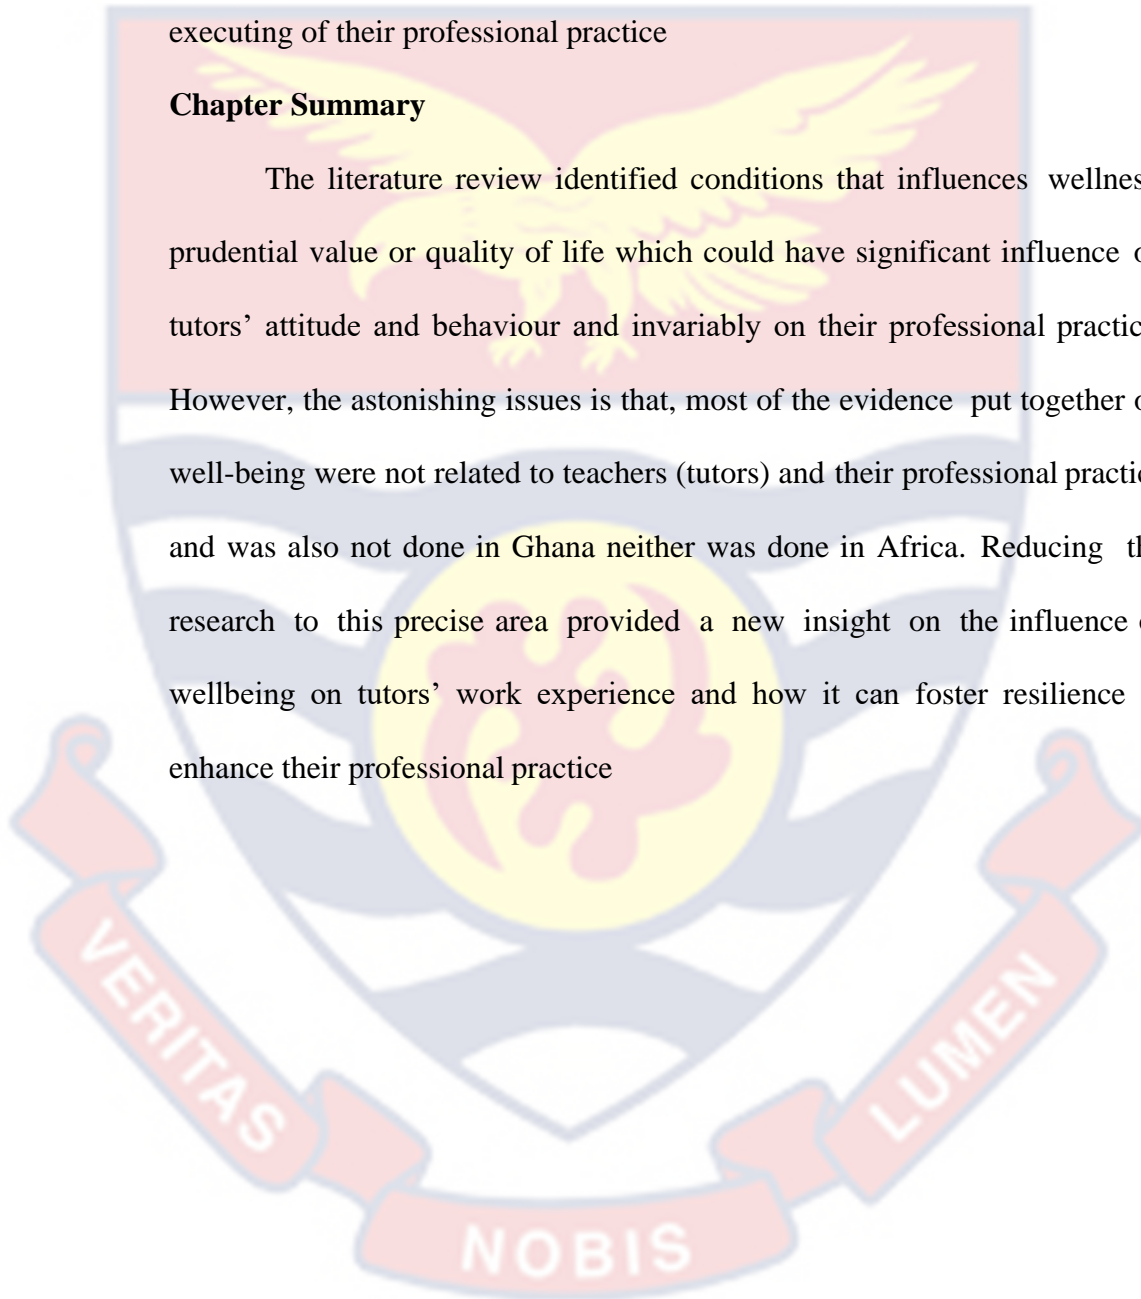 executing of their professional practice
Chapter Summary
The literature review identified conditions that influences wellnes
prudential value or quality of life which could have significant influence o
tutors’ attitude and behaviour and invariably on their professional practic
However, the astonishing issues is that, most of the evidence put together o
well-being were not related to teachers (tutors) and their professional practic
and was also not done in Ghana neither was done in Africa. Reducing th
research to this precise area provided a new insight on the influence
wellbeing on tutors’ work experience and how it can foster resilience
enhance their professional practice
VERITAS
NOBIS
LUMEN